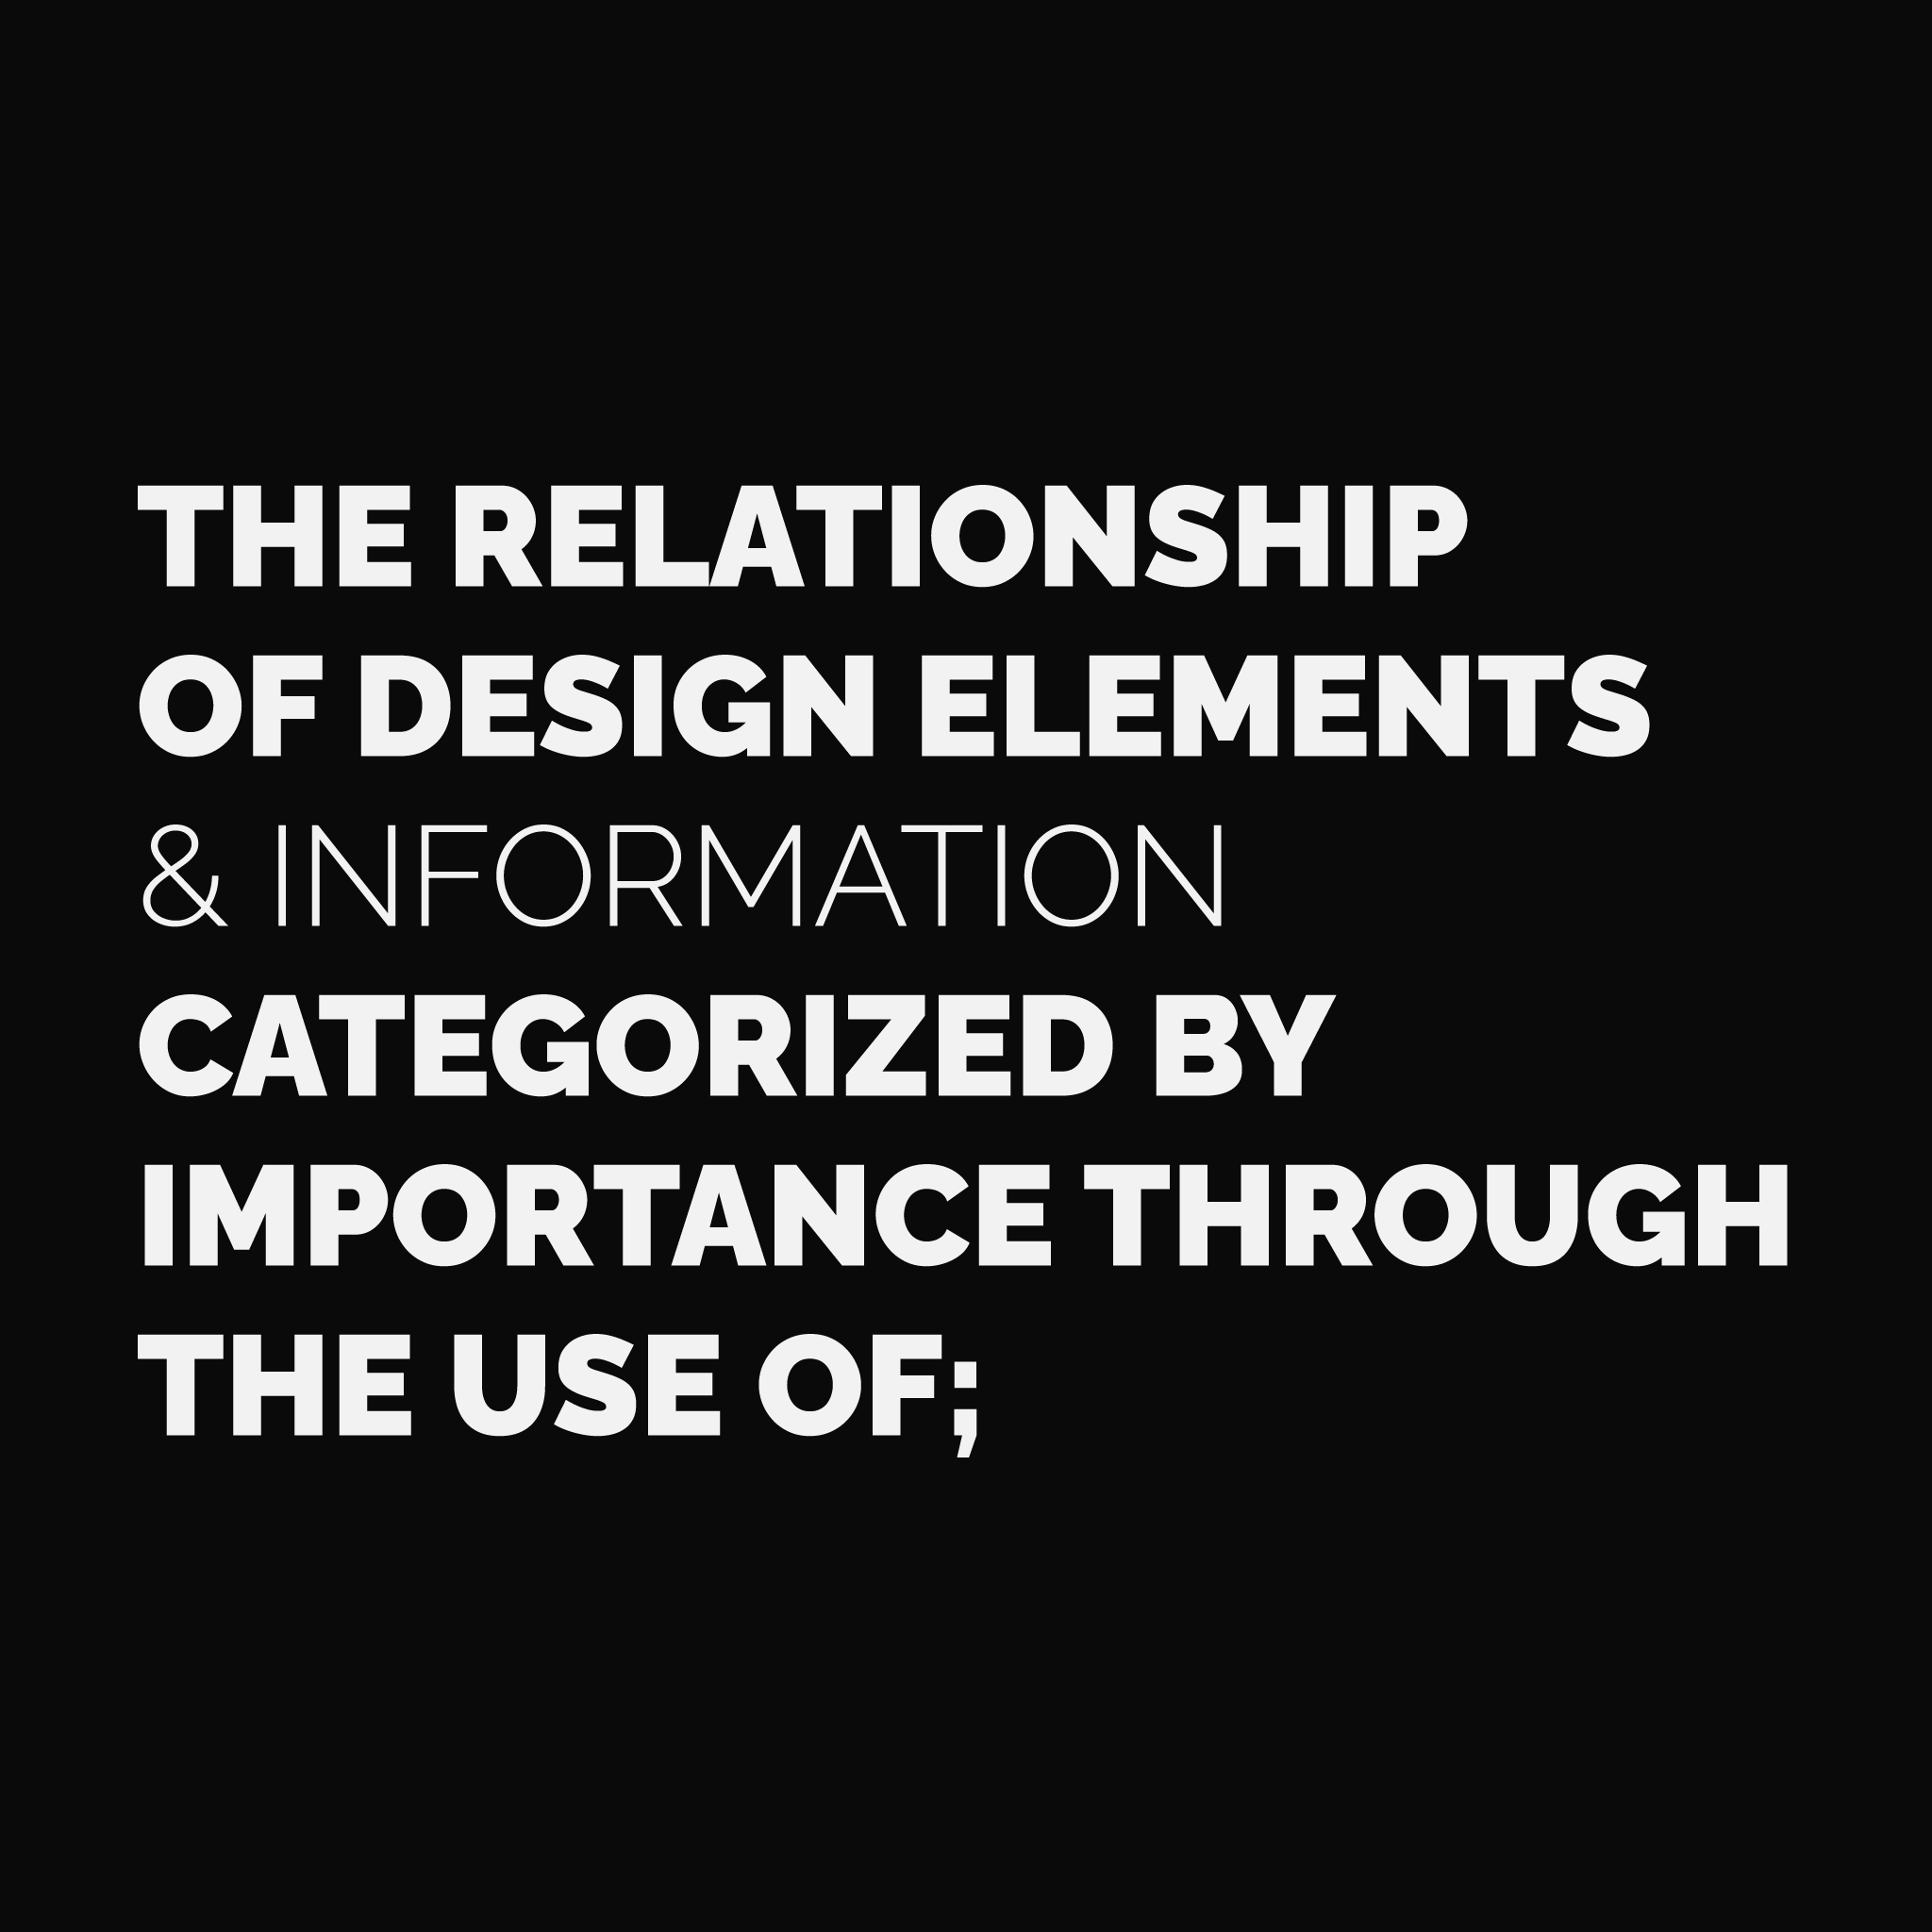 THE RELATIONSHIP
OF DESIGN ELEMENTS
& INFORMATION
CATEGORIZED BY
IMPORTANCE THROUGH
THE USE OF;